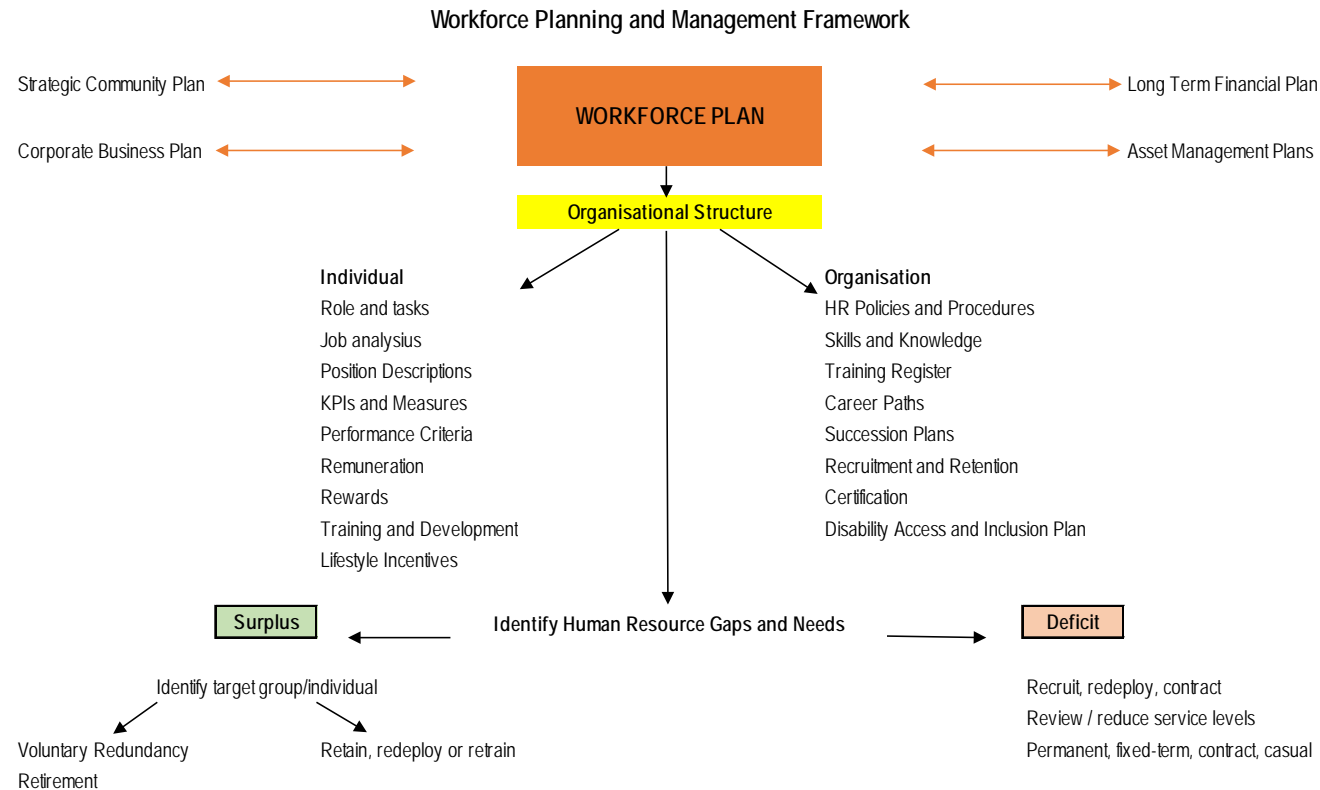 Workforce Planning and Management Framework
Strategic Community Plan
WORKFORCE PLAN
Long Term Financial Plan
Corporate Business Plan
Asset Management Plans
Organisational Structure
Individual
Role and tasks
Job analysius
Position Descriptions
KPIs and Measures
Performance Criteria
Remuneration
Rewards
Training and Development
Lifestyle Incentives
Organisation
HR Policies and Procedures
Skills and Knowledge
Training Register
Career Paths
Succession Plans
Recruitment and Retention
Certification
Disability Access and Inclusion Plan
Surplus
Identify Human Resource Gaps and Needs
Deficit
Identify target group/individual
Voluntary Redundancy
Retirement
Retain, redeploy or retrain
Recruit, redeploy, contract
Review / reduce service levels
Permanent, fixed-term, contract, casual